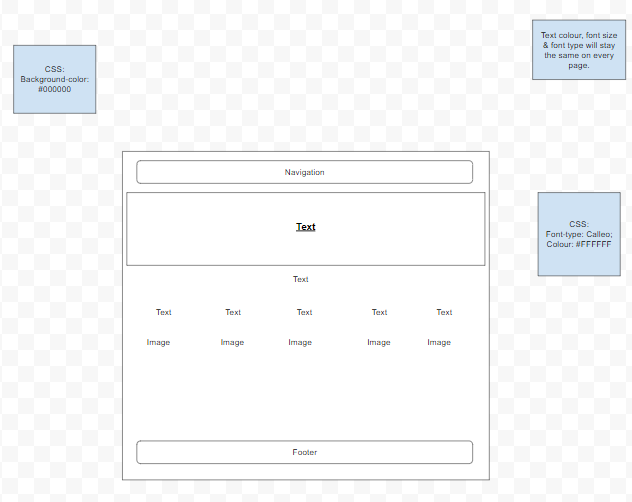 Text colour, font size
& font type will stay
the same on every
page.
CSS:
Background-color:
#000000
Navigation
Text
CSS:
Font-type: Calleo;
Colour: #FFFFFF
Text
Text Text Text Text Text
Image Image Image Image Image
Footer